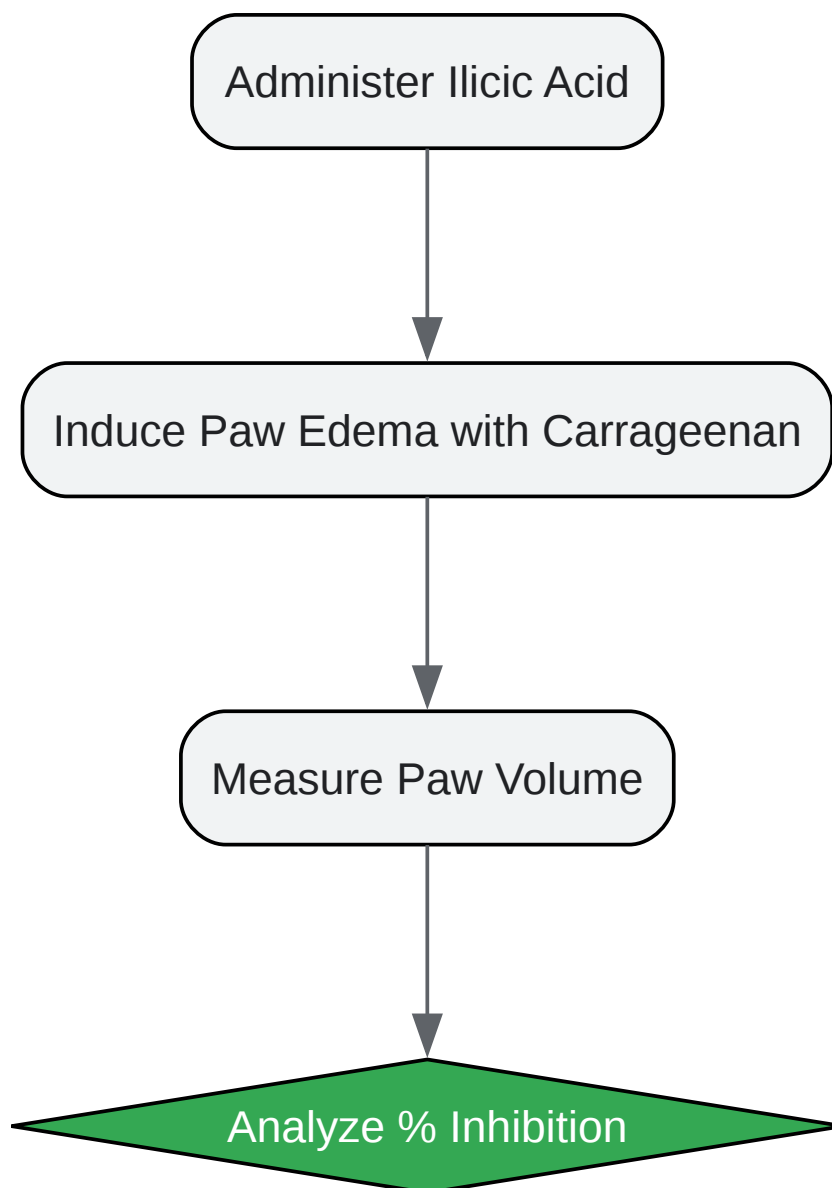 Administer Ilicic Acid
Induce Paw Edema with Carrageenan
Measure Paw Volume
Analyze % Inhibition